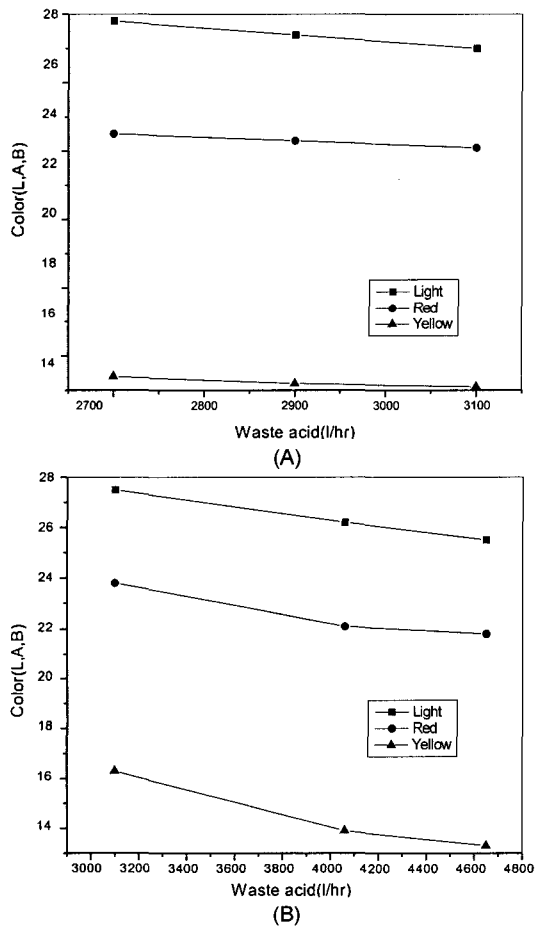 28
26
24
22
20
18
16
14
Color(L,A,B)
Light
Red
Yellow
2700 2800 2900 3000 3100
Waste acid(l/hr)
(A)
28
26
24
22
20
18
16
14
Color(L,A,B)
Light
Red
Yellow
3000 3200 3400 3600 3800 4000 4200 4400 4600 4800
Waste acid(l/hr)
(B)